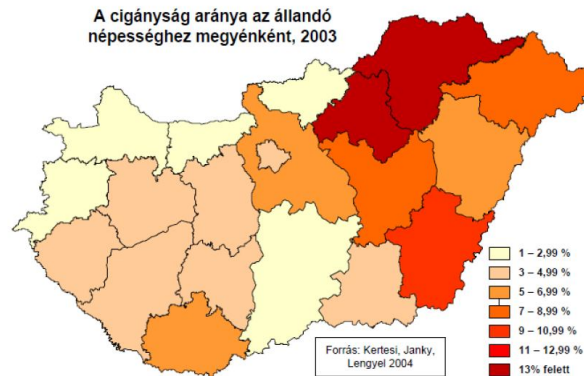 A cigányság aránya az állandó
népességhez megyénként, 2003
1 – 2,99 %
3 – 4,99 %
5 – 6,99 %
7 – 8,99 %
9 – 10,99 %
11 – 12,99 %
13% felett
Forrás: Kertesi, Janky,
Lengyel 2004